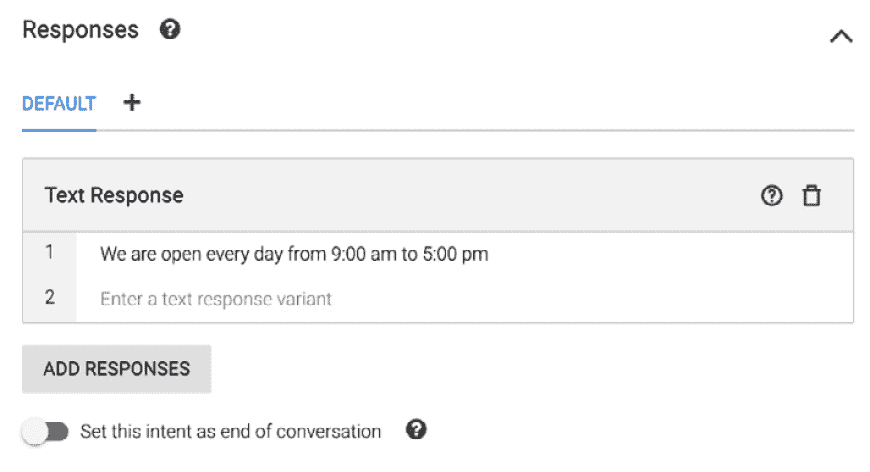 Responses ?
DEFAULT +
Text Response ?
1 We are open every day from 9:00 am to 5:00 pm
2 Enter a text response variant
ADD RESPONSES
Set this intent as end of conversation ?